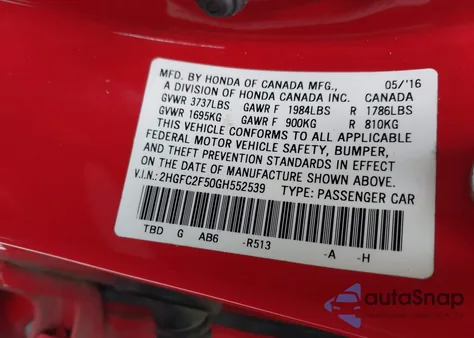 MFD. BY HONDA OF CANADA MFG., 05/'16
A DIVISION OF HONDA CANADA INC. CANADA
GVWR 3737LBS GAWR F 1984LBS R 1786LBS
GVWR 1695KG GAWR F 900KG R 810KG
THIS VEHICLE CONFORMS TO ALL APPLICABLE
FEDERAL MOTOR VEHICLE SAFETY, BUMPER,
AND THEFT PREVENTION STANDARDS IN EFFECT
ON THE DATE OF MANUFACTURE SHOWN ABOVE.
V.I.N.: 2HGFC2F50GH552539 TYPE: PASSENGER CAR
TBD G AB6 -R513 -A -H
autoSnap